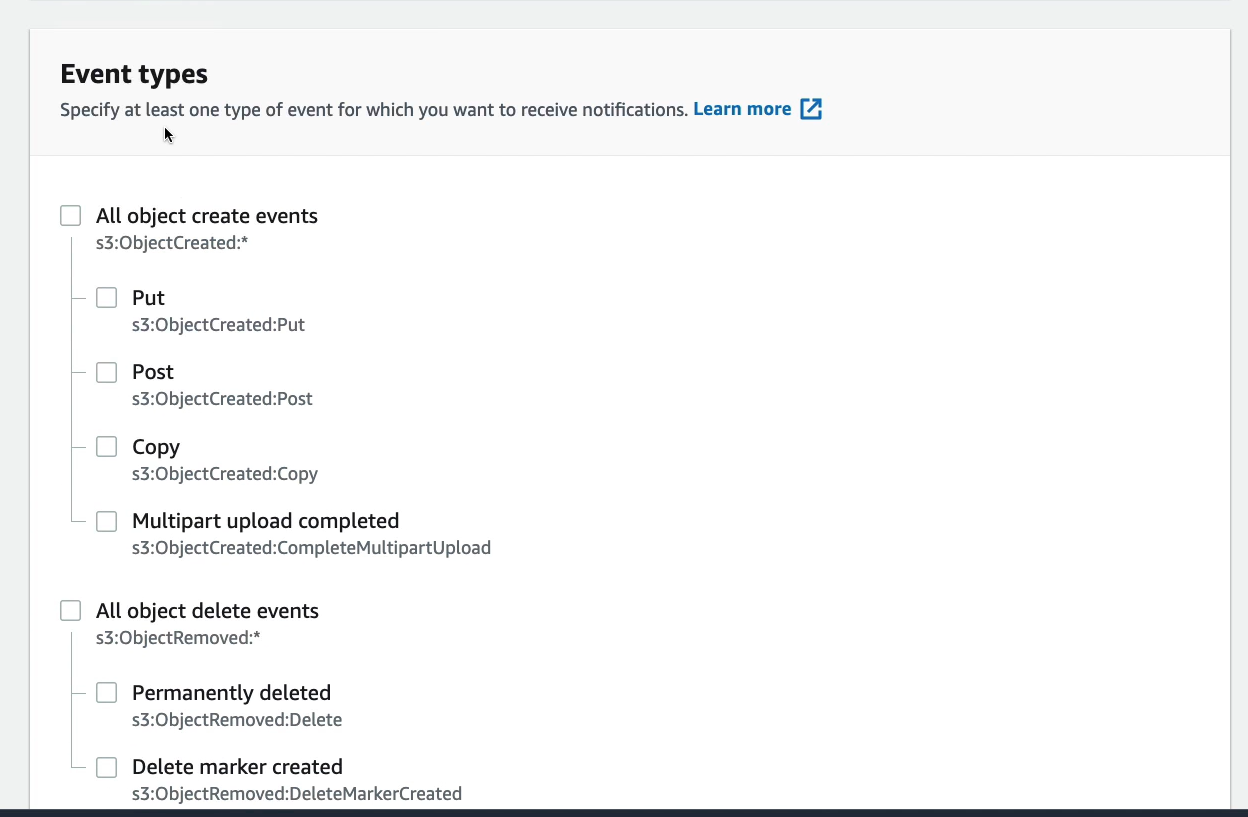 Event types
Specify at least one type of event for which you want to receive notifications. Learn more
All object create events
s3:ObjectCreated:*
Put
s3:ObjectCreated:Put
Post
s3:ObjectCreated:Post
Copy
s3:ObjectCreated:Copy
Multipart upload completed
s3:ObjectCreated:CompleteMultipartUpload
All object delete events
s3:ObjectRemoved:*
Permanently deleted
s3:ObjectRemoved:Delete
Delete marker created
s3:ObjectRemoved:DeleteMarkerCreated